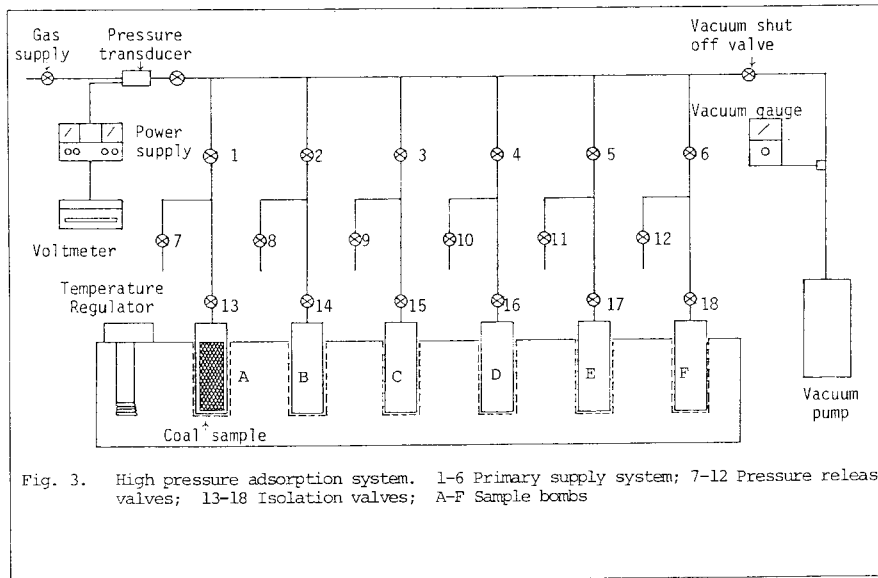 Gas supply
Pressure transducer
Vacuum shut off valve
Vacuum gauge
Power supply
1
2
3
4
5
6
Voltmeter
7
8
9
10
11
12
Temperature Regulator
13
14
15
16
17
18
A
B
C
D
E
F
Coal sample
Vacuum pump
Fig. 3. High pressure adsorption system. 1-6 Primary supply system; 7-12 Pressure releas
valves; 13-18 Isolation valves; A-F Sample bombs